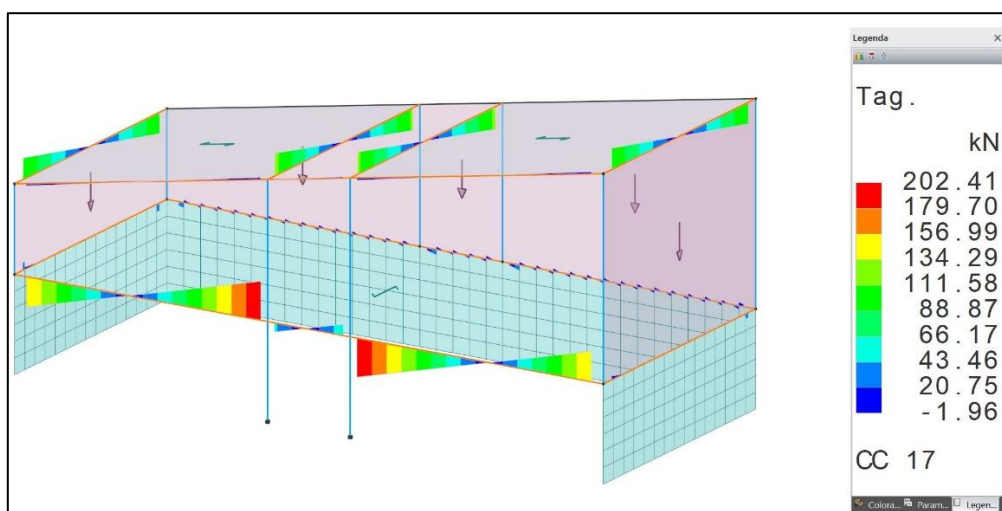 Legenda
Tag.
kN
202.41
179.70
156.99
134.29
111.58
88.87
66.17
43.46
20.75
-1.96
CC 17
Colora... Param... Legen...